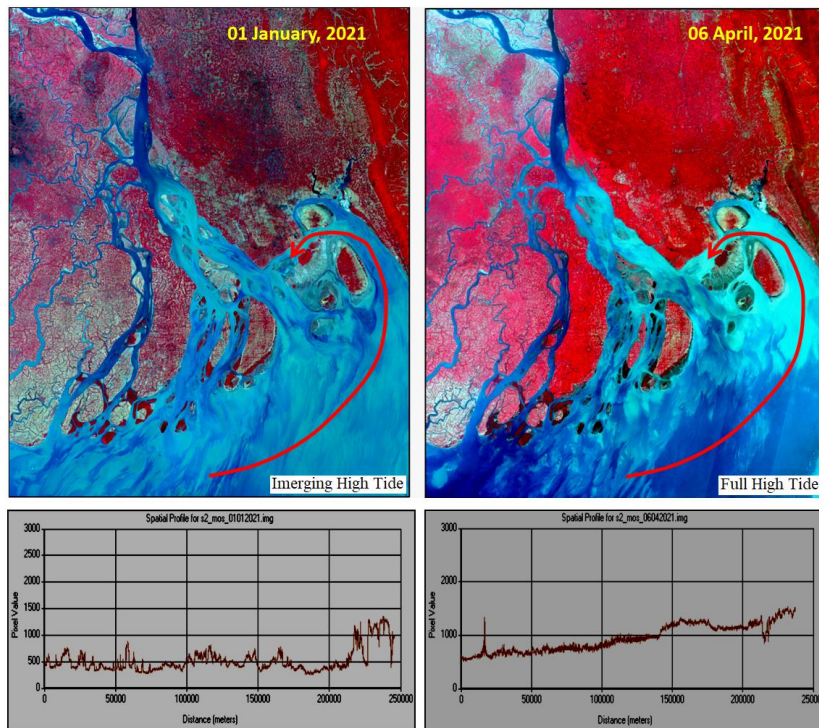 01 January, 2021
06 April, 2021
Imerging High Tide
Full High Tide
Spatial Profile for s2_mos_01012021.img
3000
2500
2000
1500
1000
500
0
Pixel Value
0 50000 100000 150000 200000 250000
Distance (meters)
Spatial Profile for s2_mos_06042021.img
3000
2000
1000
0
Pixel Value
0 50000 100000 150000 200000 250000
Distance (meters)